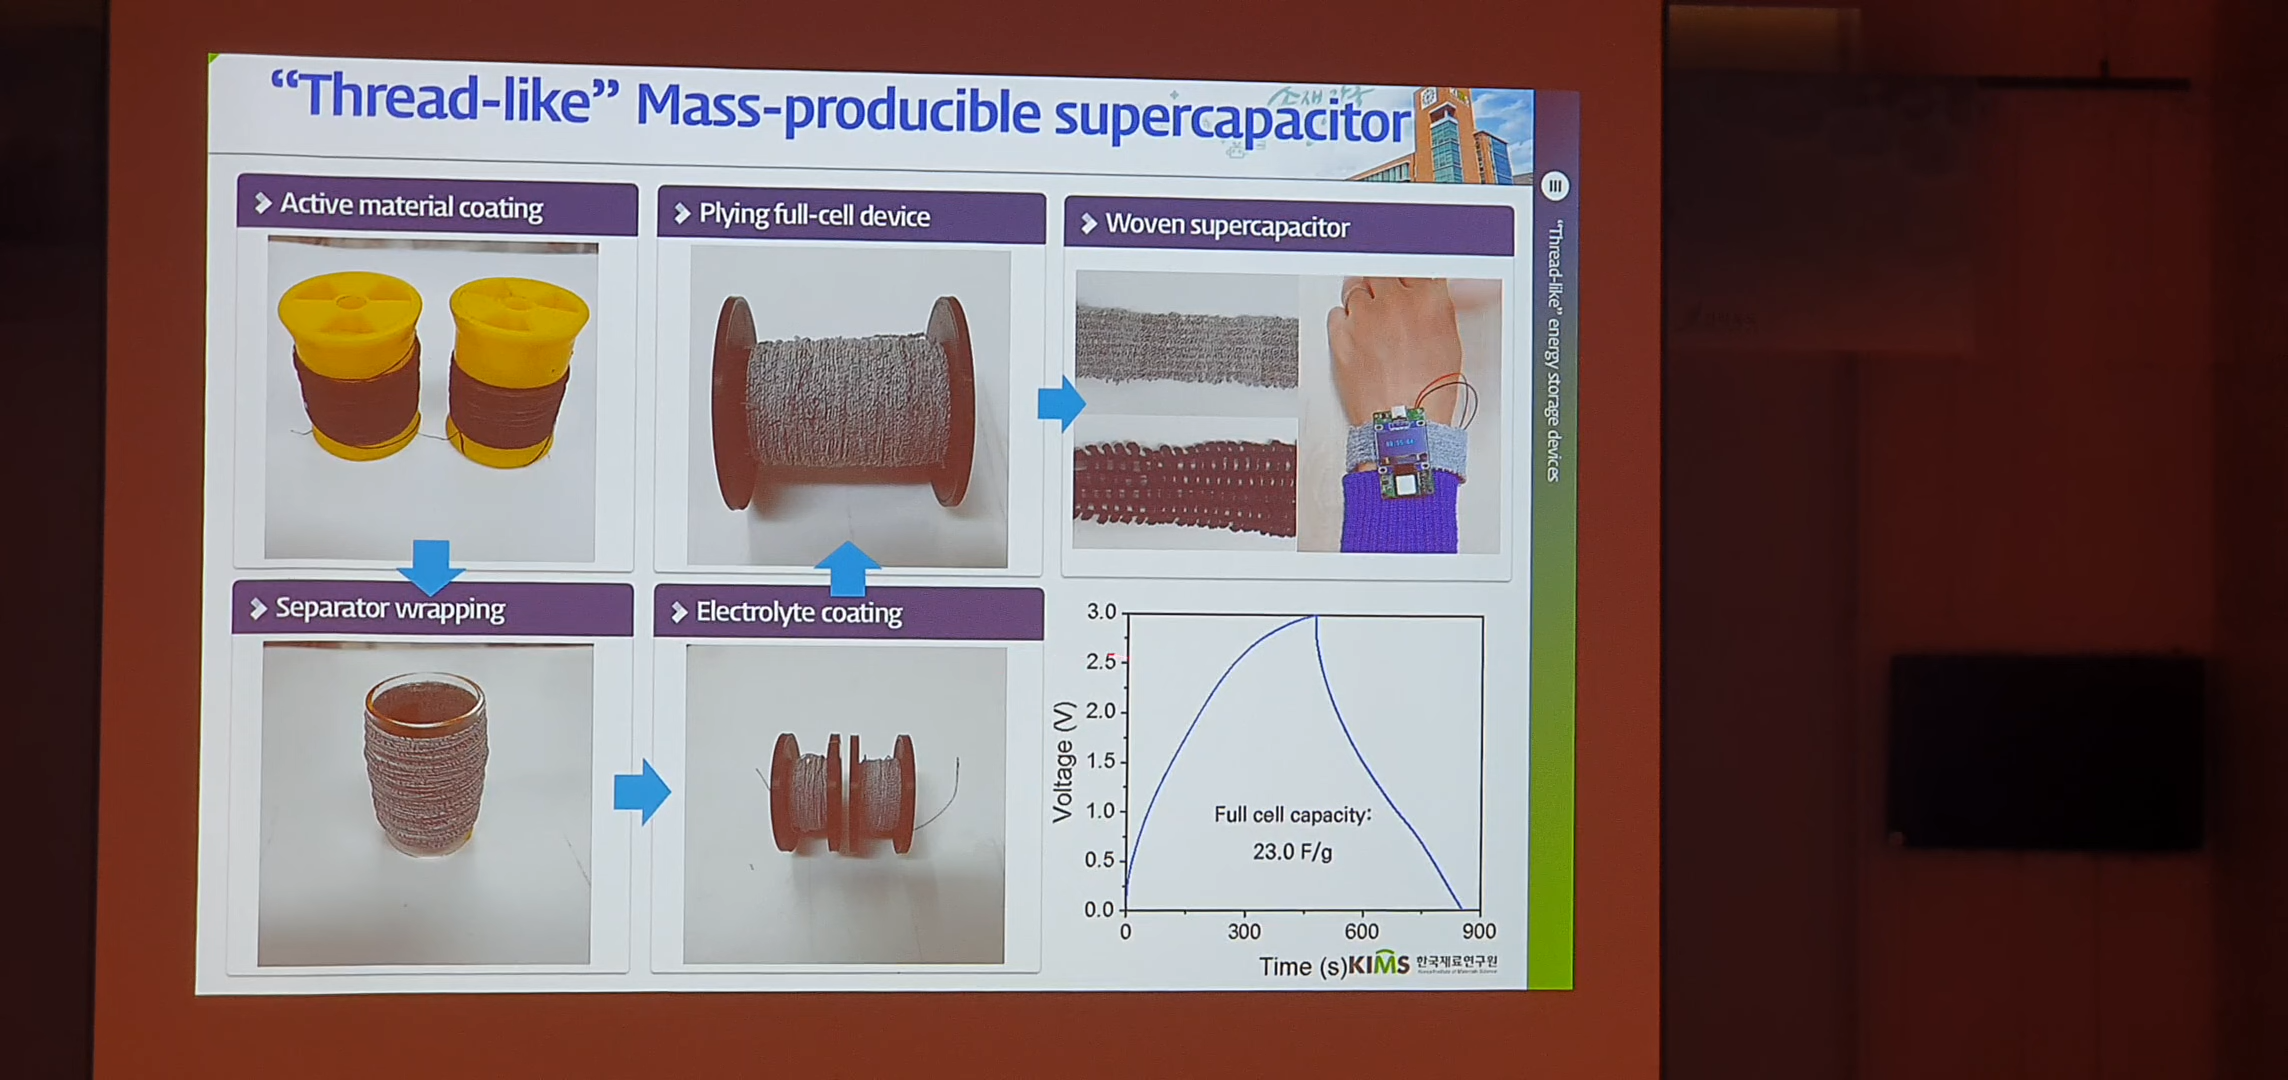 “Thread-like” Mass-producible supercapacitor
Active material coating
Plying full-cell device
Woven supercapacitor
Separator wrapping
Electrolyte coating
3.0
2.5
2.0
1.5
1.0
0.5
0.0
Voltage (V)
Full cell capacity:
23.0 F/g
0 300 600 900
Time (s)
KIMS 한국재료연구원
III
“Thread-like” energy storage devices